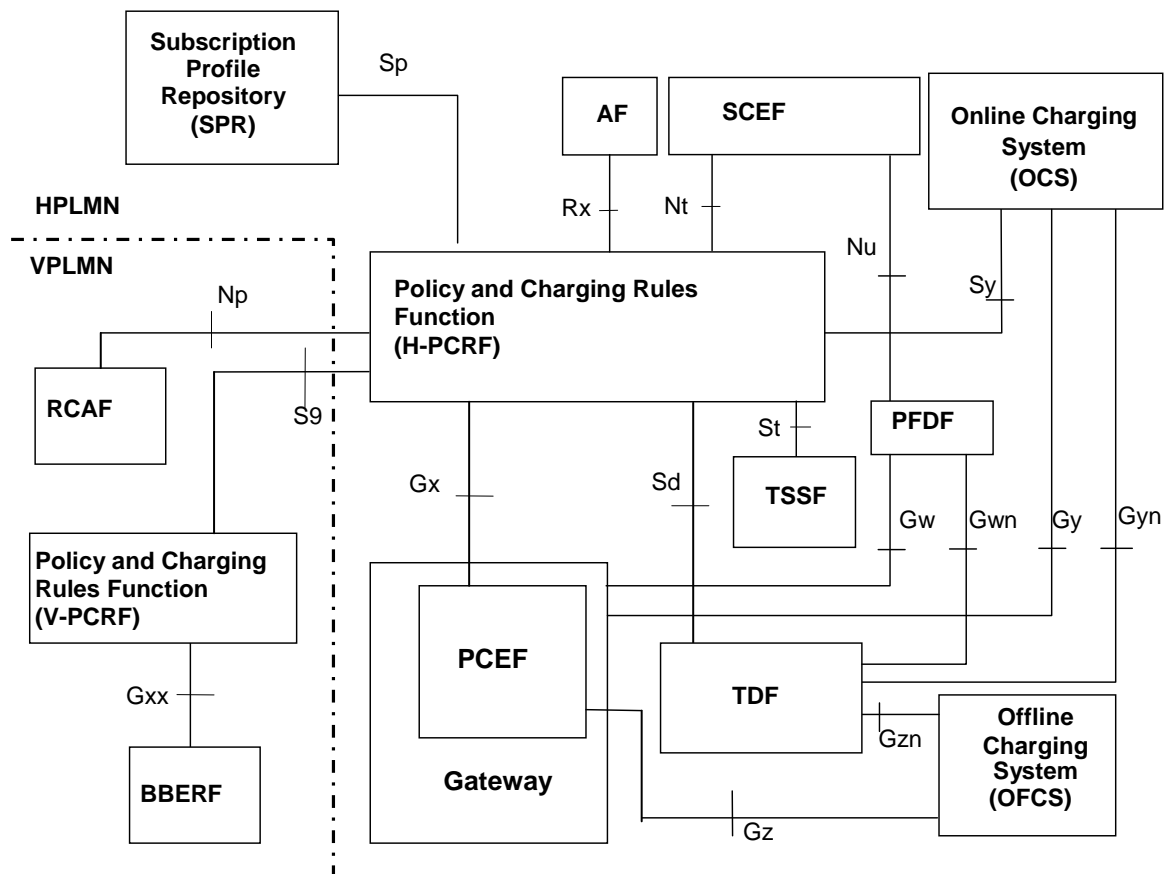 Subscription
Profile
Repository
(SPR)
Sp
AF
SCEF
Online Charging
System
(OCS)
HPLMN
Rx
Nt
VPLMN
Nu
Np
Policy and Charging Rules
Function
(H-PCRF)
Sy
RCAF
S9
St
PFDF
Gx
Sd
TSSF
Gw
Gwn
Gy
Gyn
Policy and Charging
Rules Function
(V-PCRF)
PCEF
TDF
Gxx
Gzn
Offline
Charging
System
(OFCS)
Gateway
BBERF
Gz